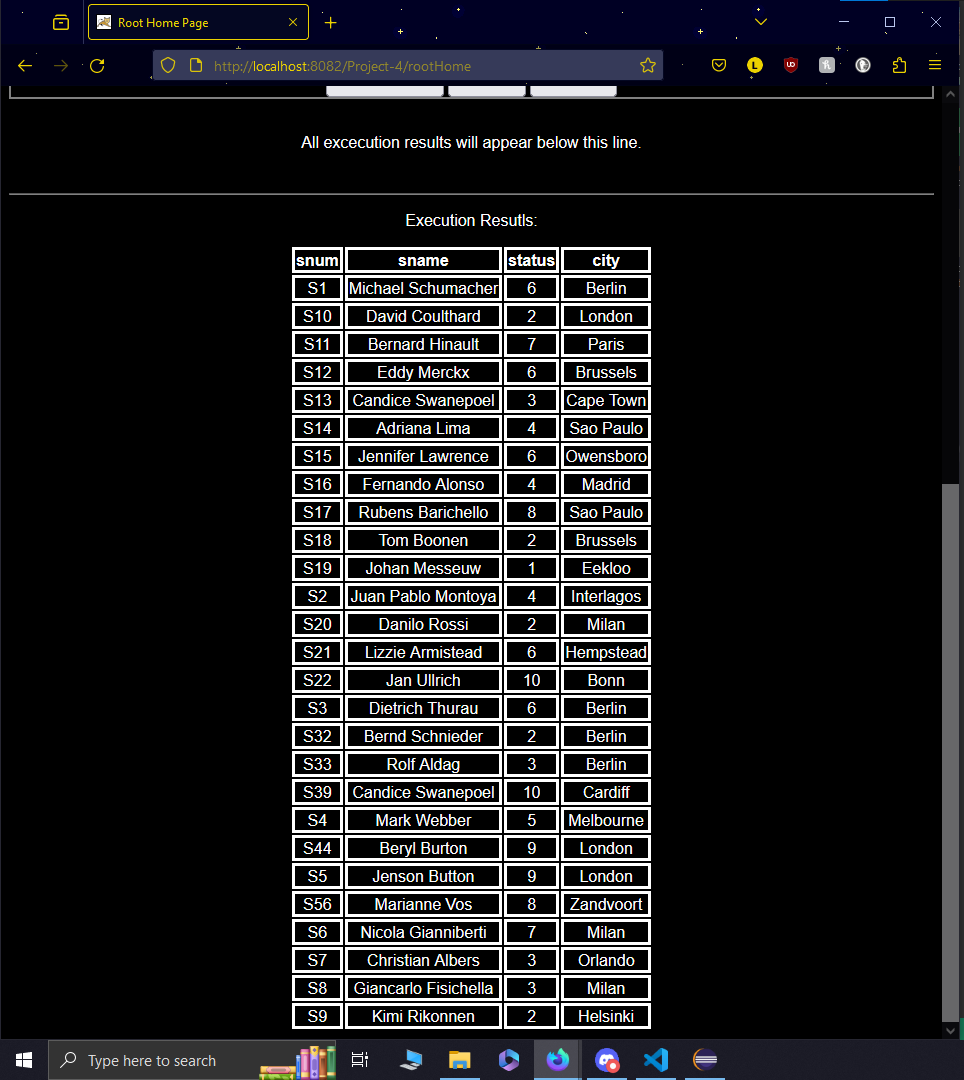 Root Home Page
http://localhost:8082/Project-4/rootHome
L
UD
All excecution results will appear below this line.
Execution Resutls:
snum sname status city
S1 Michael Schumacher 6 Berlin
S10 David Coulthard 2 London
S11 Bernard Hinault 7 Paris
S12 Eddy Merckx 6 Brussels
S13 Candice Swanepoel 3 Cape Town
S14 Adriana Lima 4 Sao Paulo
S15 Jennifer Lawrence 6 Owensboro
S16 Fernando Alonso 4 Madrid
S17 Rubens Barichello 8 Sao Paulo
S18 Tom Boonen 2 Brussels
S19 Johan Messeuw 1 Eekloo
S2 Juan Pablo Montoya 4 Interlagos
S20 Danilo Rossi 2 Milan
S21 Lizzie Armistead 6 Hempstead
S22 Jan Ullrich 10 Bonn
S3 Dietrich Thurau 6 Berlin
S32 Bernd Schnieder 2 Berlin
S33 Rolf Aldag 3 Berlin
S39 Candice Swanepoel 10 Cardiff
S4 Mark Webber 5 Melbourne
S44 Beryl Burton 9 London
S5 Jenson Button 9 London
S56 Marianne Vos 8 Zandvoort
S6 Nicola Gianniberti 7 Milan
S7 Christian Albers 3 Orlando
S8 Giancarlo Fisichella 3 Milan
S9 Kimi Rikonnen 2 Helsinki
Type here to search